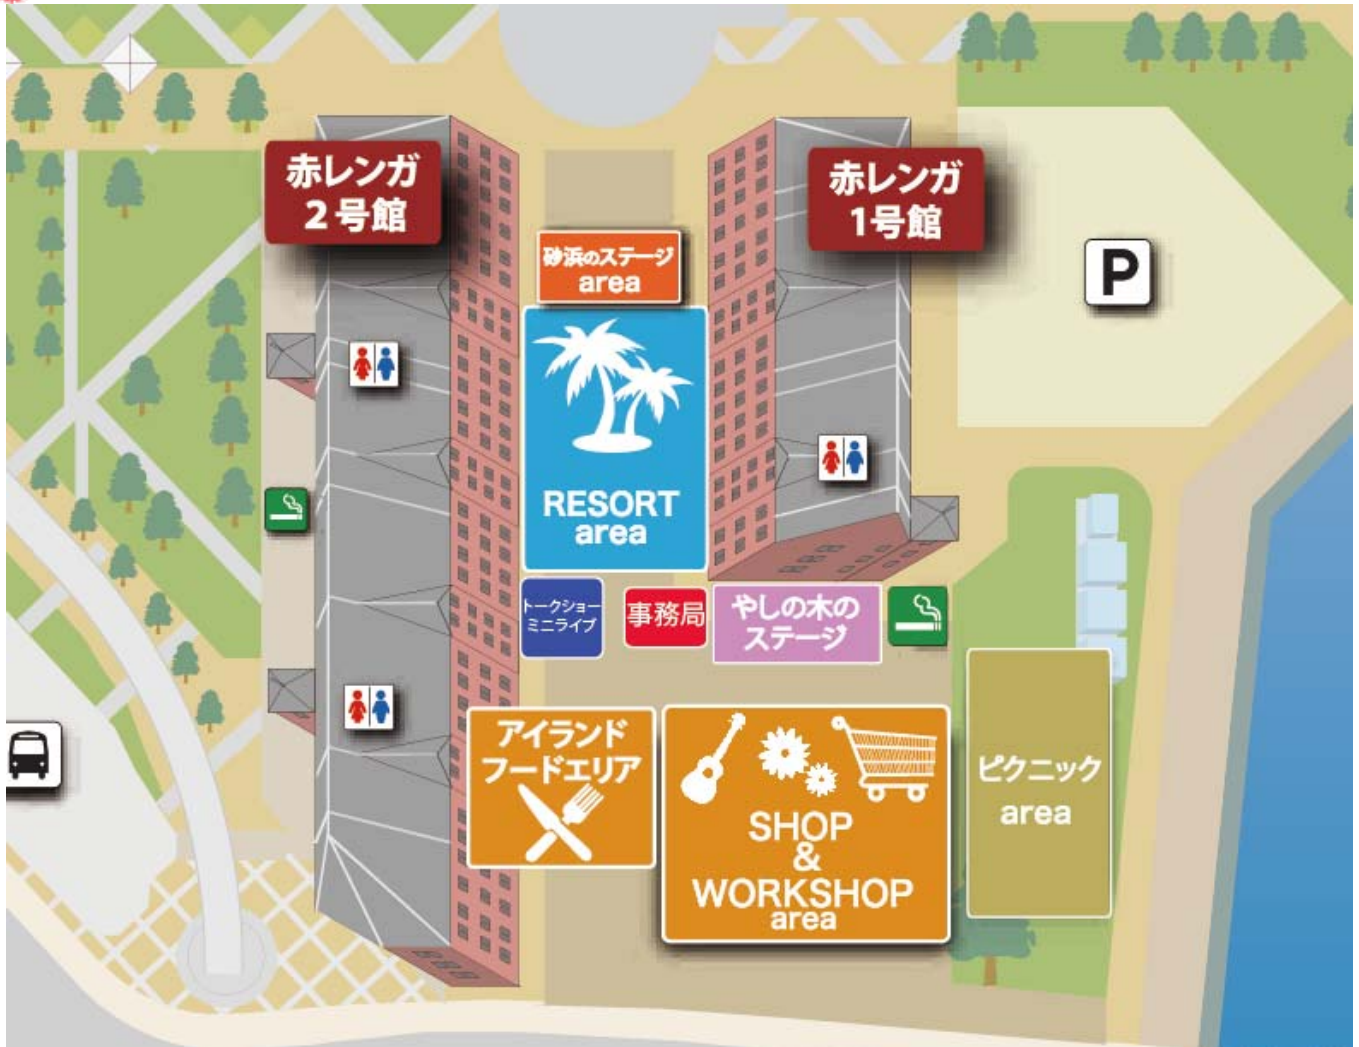 赤レンガ
2号館
赤レンガ
1号館
砂浜のステージ
area
P
RESORT
area
トークショー
ミニライブ
事務局
やしの木の
ステージ
アイランド
フードエリア
SHOP
&
WORKSHOP
area
ピクニック
area